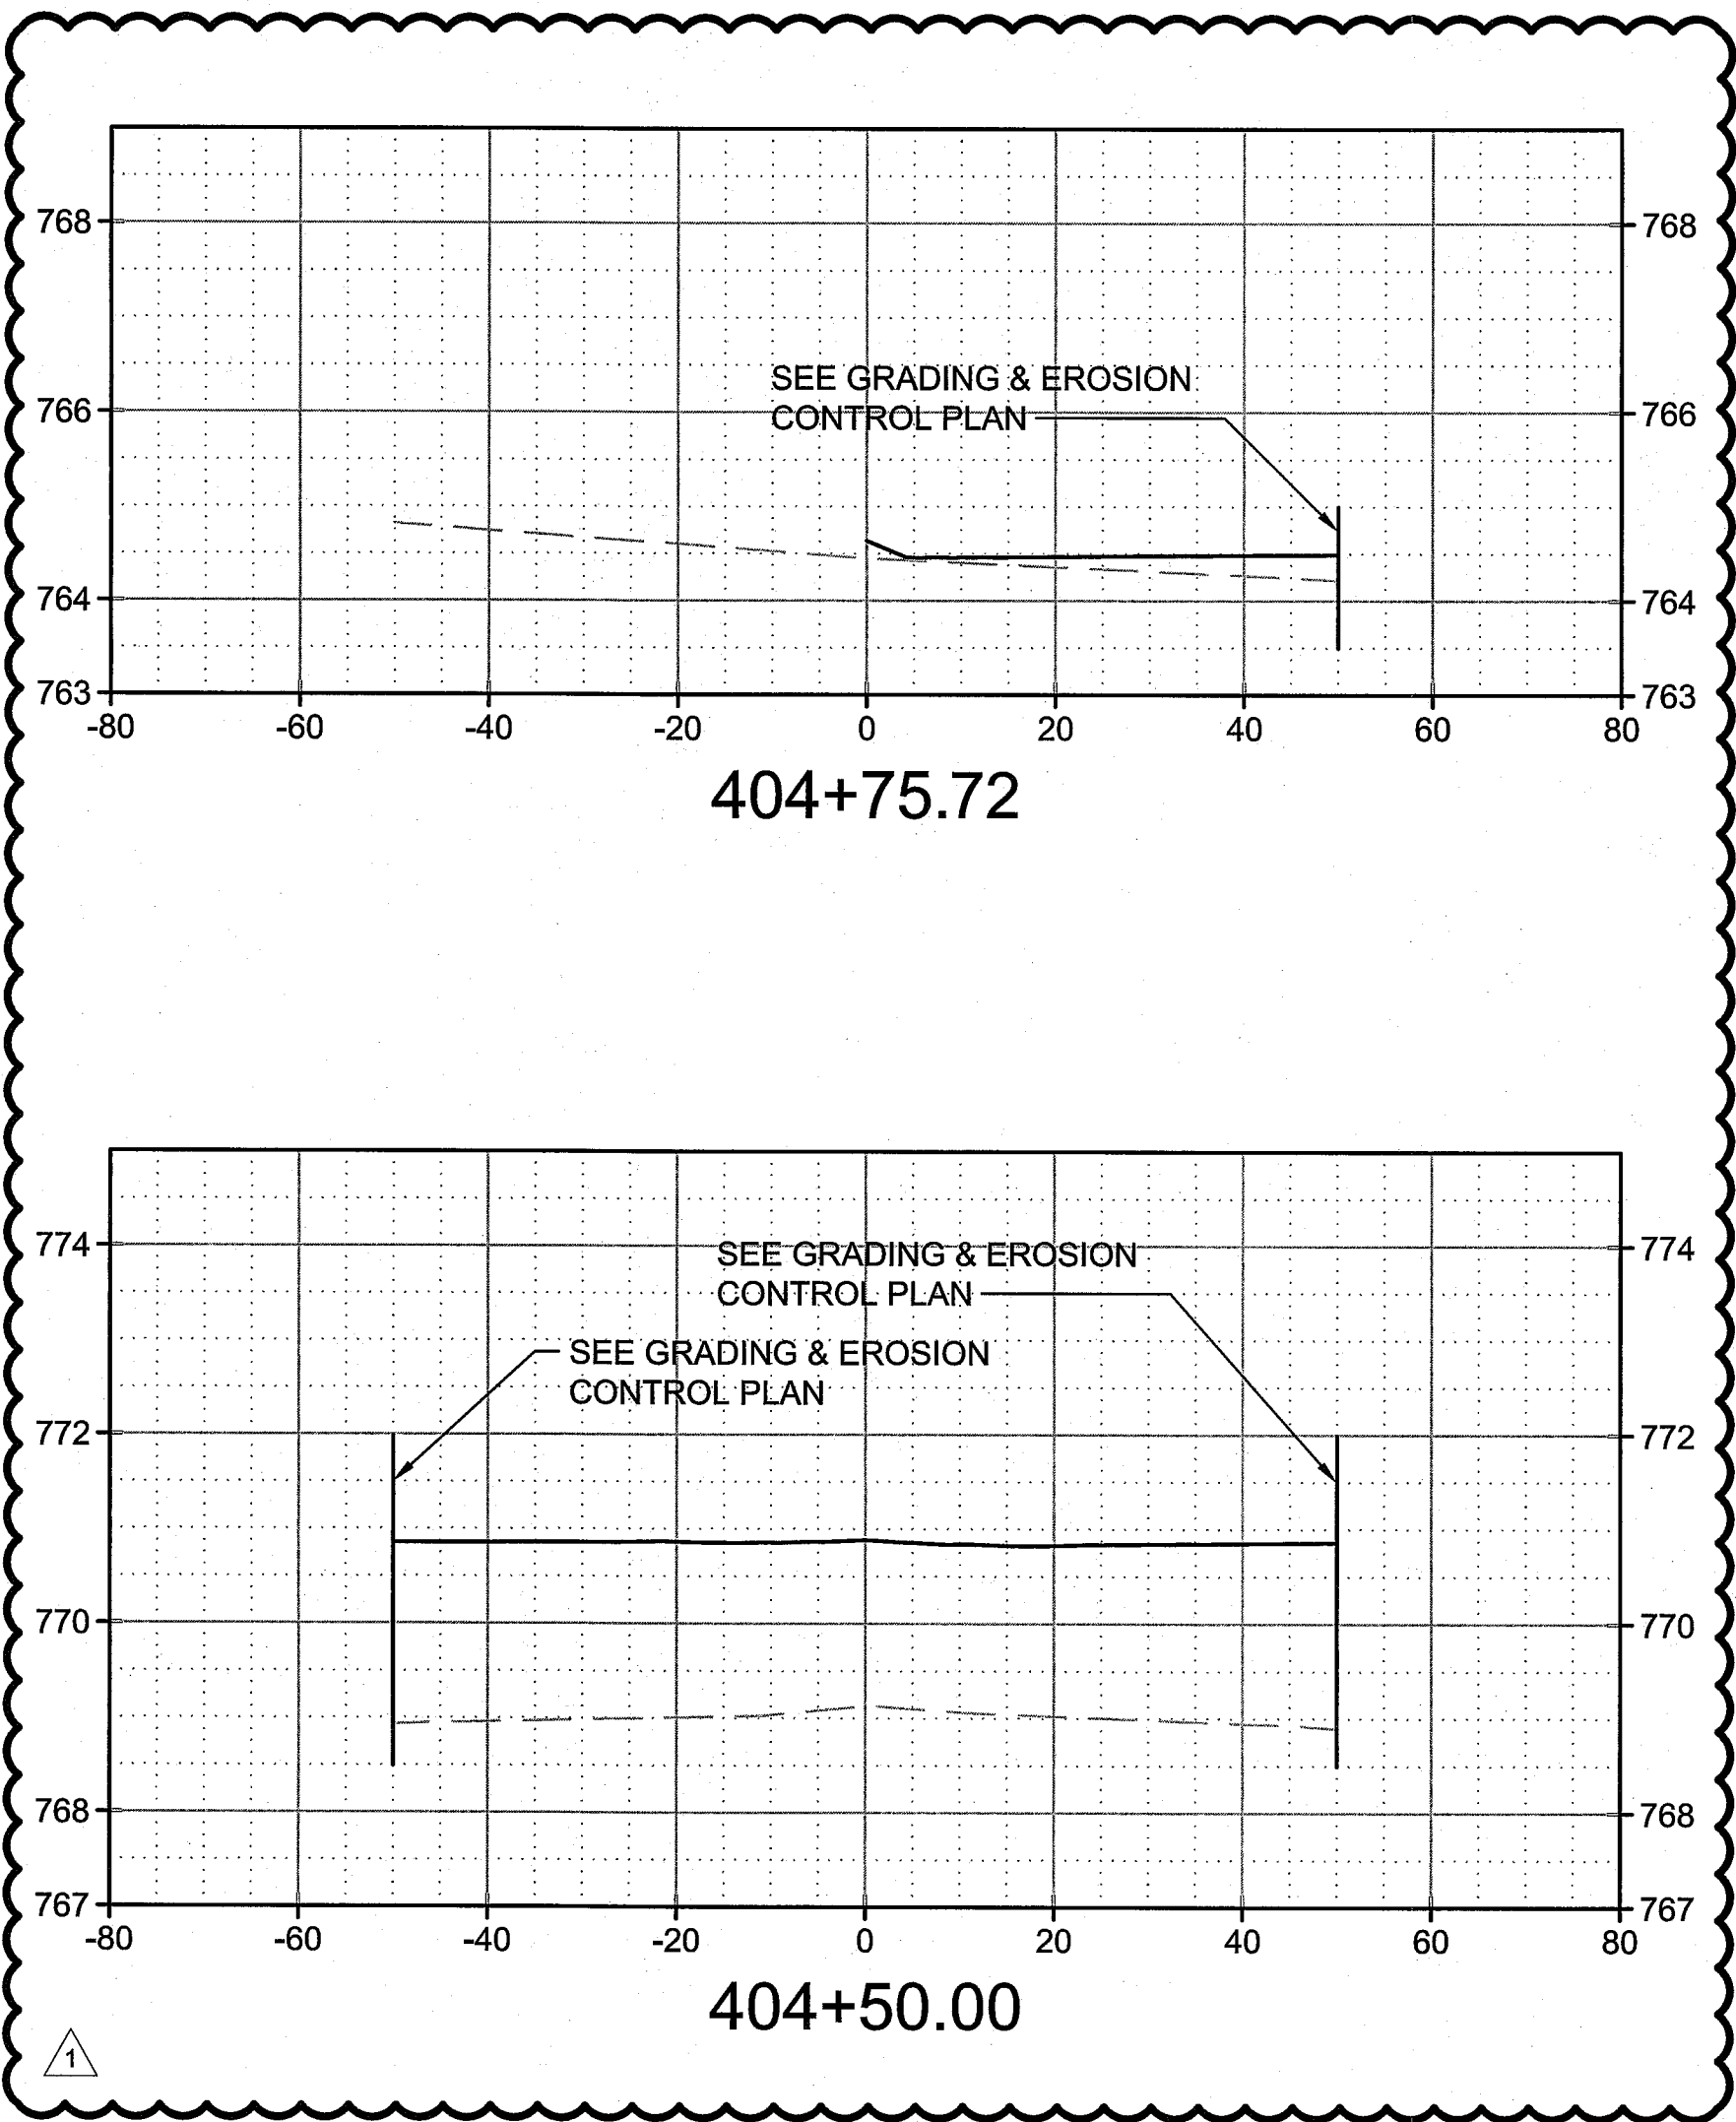 768 768
SEE GRADING & EROSION
766 CONTROL PLAN 766
764 764
763 763
-80 -60 -40 -20 0 20 40 60 80
404+75.72
774 774
SEE GRADING & EROSION
CONTROL PLAN
SEE GRADING & EROSION
CONTROL PLAN
772 772
770 770
768 768
767 767
-80 -60 -40 -20 0 20 40 60 80
404+50.00
1